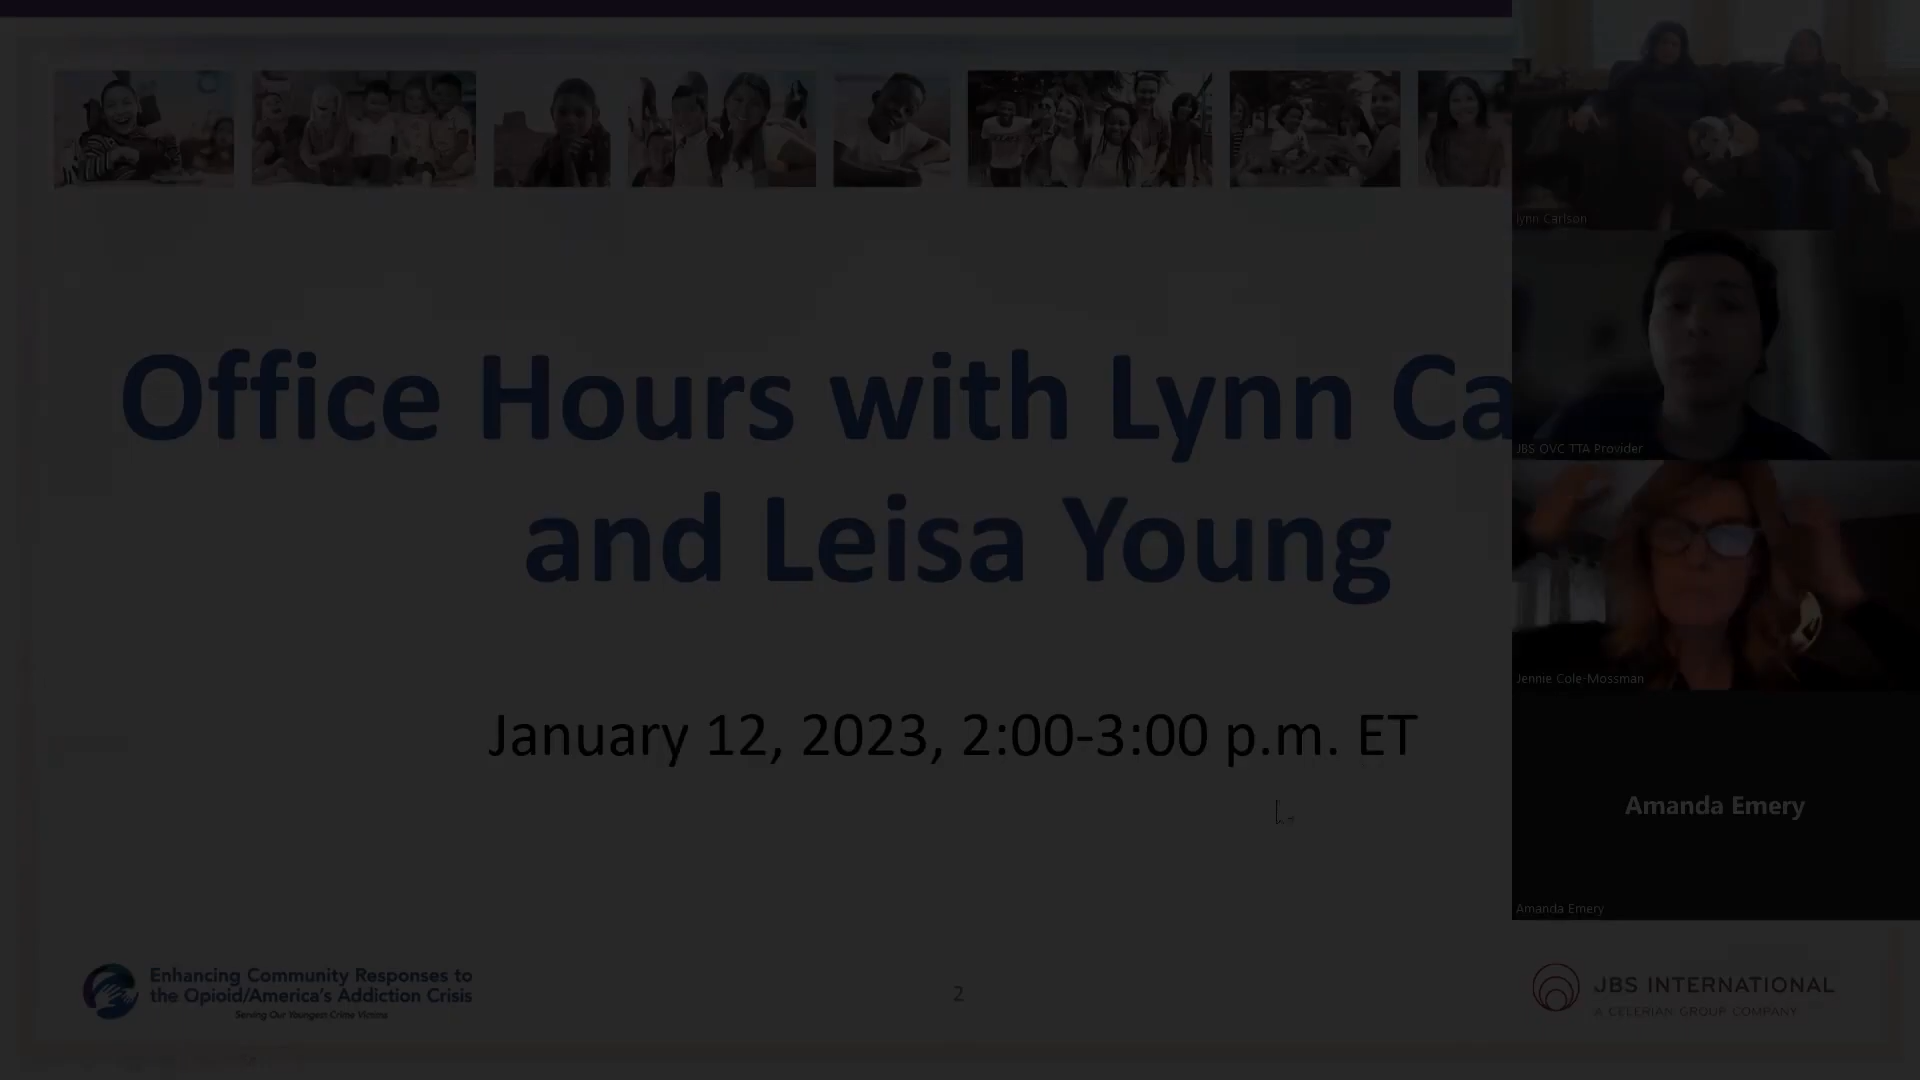 Office Hours with Lynn Ca
and Leisa Young
January 12, 2023, 2:00-3:00 p.m. ET
lynn Carlson
JBS OVC TTA Provider
Jennie Cole-Mossman
Amanda Emery
Amanda Emery
Enhancing Community Responses to
the Opioid/America's Addiction Crisis
Serving Our Youngest Crime Victims
2
JBS INTERNATIONAL
A CELERIAN GROUP COMPANY